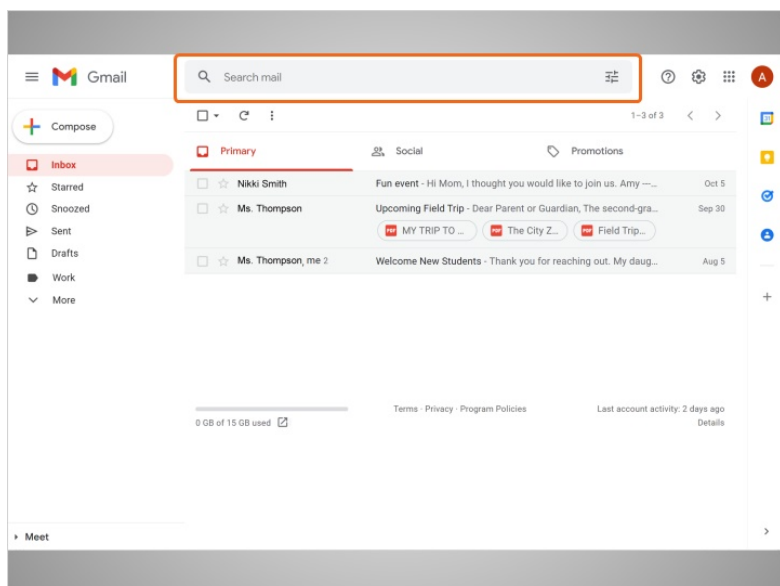 Gmail
Search mail
A
Compose
1–3 of 3
Primary
Social
Promotions
Inbox
Starred
Snoozed
Sent
Drafts
Work
More
Nikki Smith Fun event - Hi Mom, I thought you would like to join us. Amy —... Oct 5
Ms. Thompson Upcoming Field Trip - Dear Parent or Guardian, The second-gra... Sep 30
PDF MY TRIP TO ... PDF The City Z... PDF Field Trip...
Ms. Thompson, me 2 Welcome New Students - Thank you for reaching out. My daug... Aug 5
Terms · Privacy · Program Policies
Last account activity: 2 days ago
0 GB of 15 GB used
Details
Meet